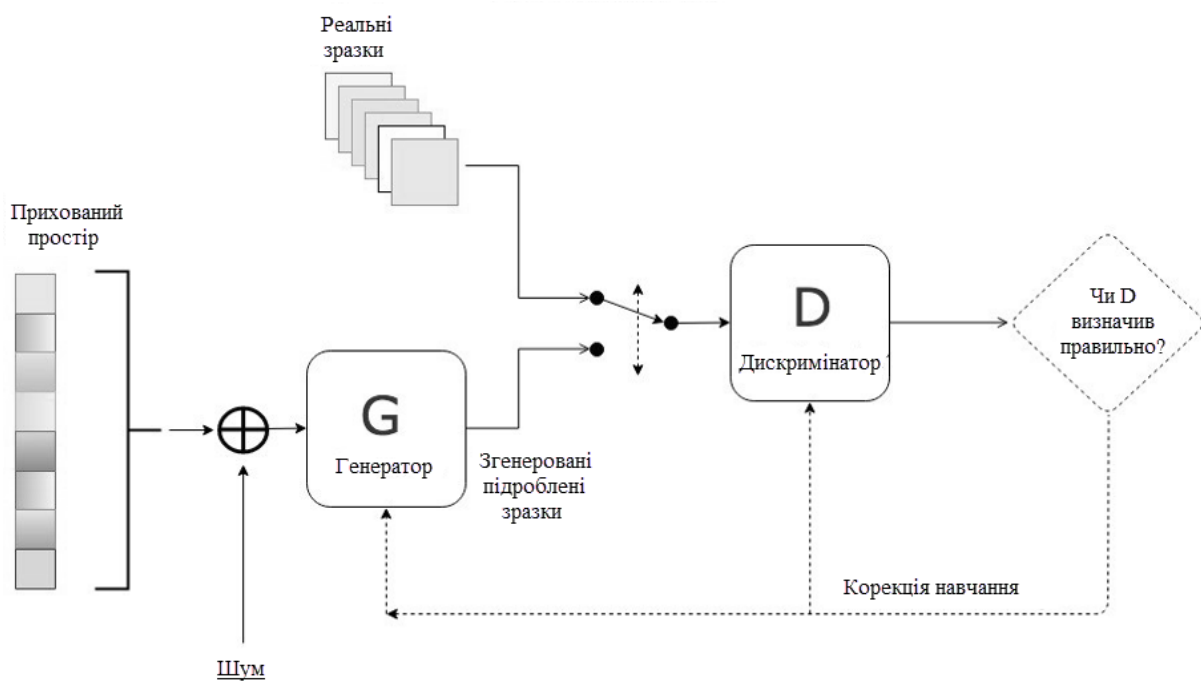 Реальні
зразки
Прихований
простір
G
Генератор
Згенеровані
підроблені
зразки
D
Дискримінатор
Чи D
визначив
правильно?
Корекція навчання
Шум